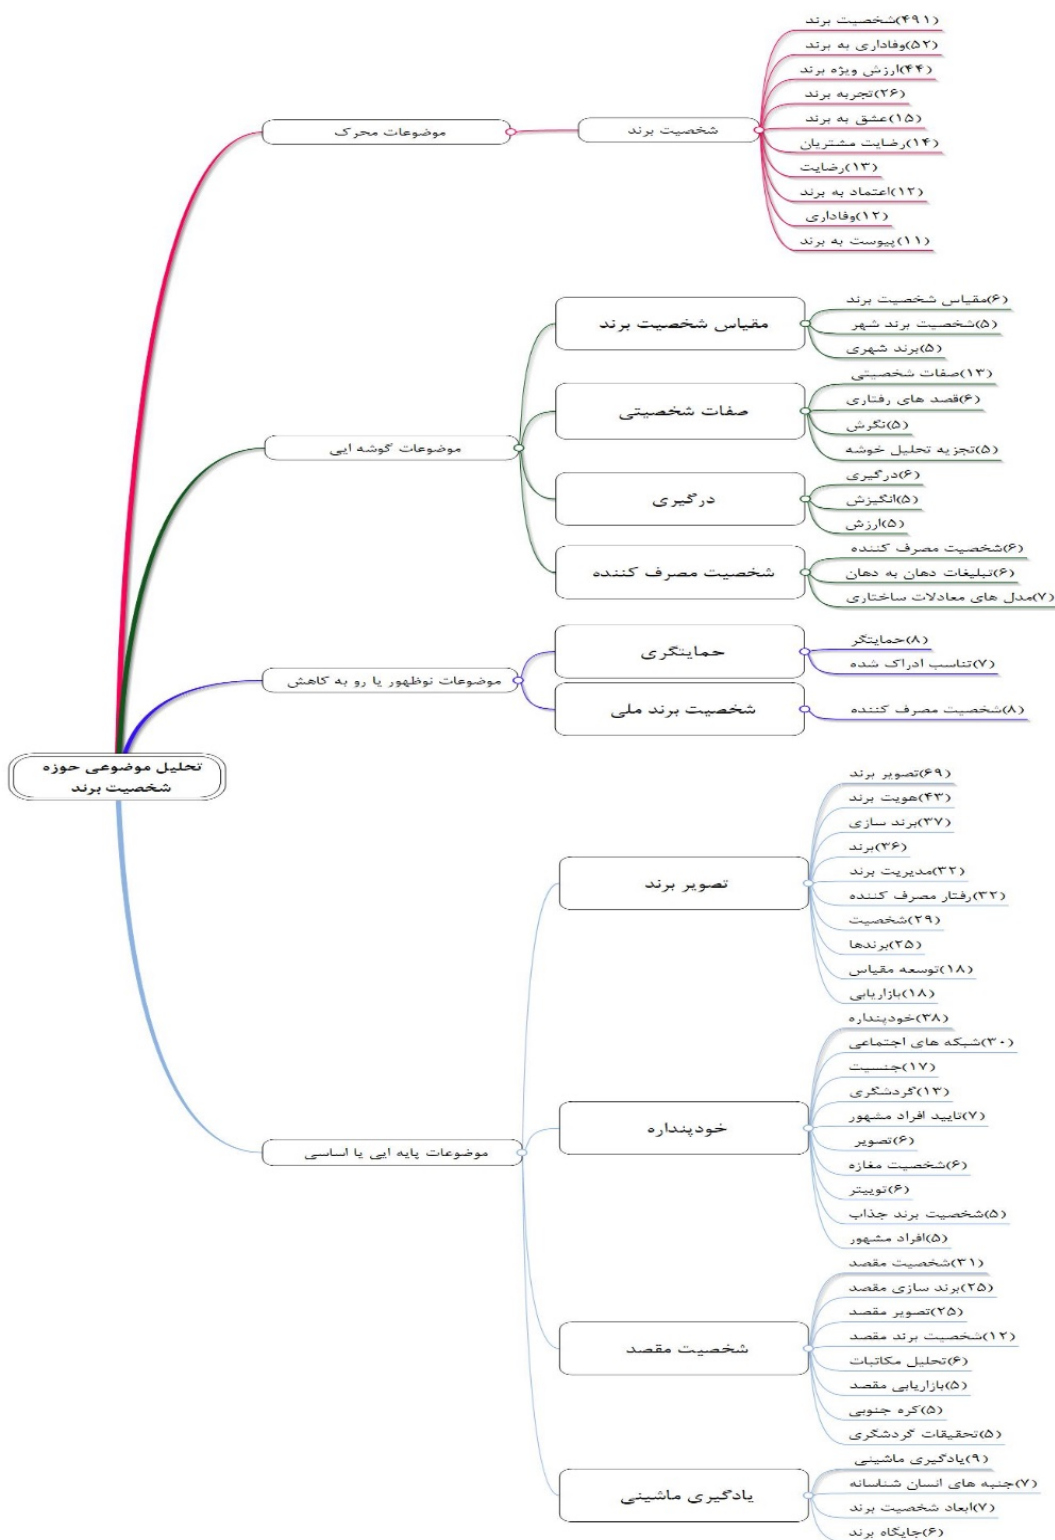 تحلیل موضوعی حوزه
شخصیت برند
موضوعات محرک
شخصیت برند
شخصیت برند(۴۹۱)
وفاداری به برند(۵۲)
ارزش ویژه برند(۴۴)
تجربه برند(۲۶)
عشق به برند(۱۵)
رضایت مشتریان(۱۴)
رضایت(۱۳)
اعتماد به برند(۱۲)
وفاداری(۱۲)
پیوست به برند(۱۱)
موضوعات گوشه ایی
مقیاس شخصیت برند
مقیاس شخصیت برند(۶)
شخصیت برند شهر(۵)
برند شهری(۵)
صفات شخصیتی
صفات شخصیتی(۱۳)
قصد های رفتاری(۶)
نگرش(۵)
تجزیه تحلیل خوشه(۵)
درگیری
درگیری(۶)
انگیزش(۵)
ارزش(۵)
شخصیت مصرف کننده
شخصیت مصرف کننده(۶)
تبلیغات دهان به دهان(۶)
مدل های معادلات ساختاری(۷)
موضوعات نوظهور یا رو به کاهش
حمایتگری
حمایتگر(۸)
تناسب ادراک شده(۷)
شخصیت برند ملی
شخصیت مصرف کننده(۸)
موضوعات پایه ایی یا اساسی
تصویر برند
تصویر برند(۶۹)
هویت برند(۴۳)
برند سازی(۳۷)
برند(۳۶)
مدیریت برند(۳۲)
رفتار مصرف کننده(۳۲)
شخصیت(۲۹)
برندها(۲۵)
توسعه مقیاس(۱۸)
بازاریابی(۱۸)
خودپنداره
خودپنداره(۳۸)
شبکه های اجتماعی(۳۰)
جنسیت(۱۷)
گردشگری(۱۳)
تایید افراد مشهور(۷)
تصویر(۶)
شخصیت مغازه(۶)
توییتر(۶)
شخصیت برند جذاب(۵)
افراد مشهور(۵)
شخصیت مقصد
شخصیت مقصد(۳۱)
برند سازی مقصد(۲۵)
تصویر مقصد(۲۵)
شخصیت برند مقصد(۱۲)
تحلیل مکاتبات(۶)
بازاریابی مقصد(۵)
کره جنوبی(۵)
تحقیقات گردشگری(۵)
یادگیری ماشینی
یادگیری ماشینی(۹)
جنبه های انسان شناسانه(۷)
ابعاد شخصیت برند(۷)
جایگاه برند(۶)